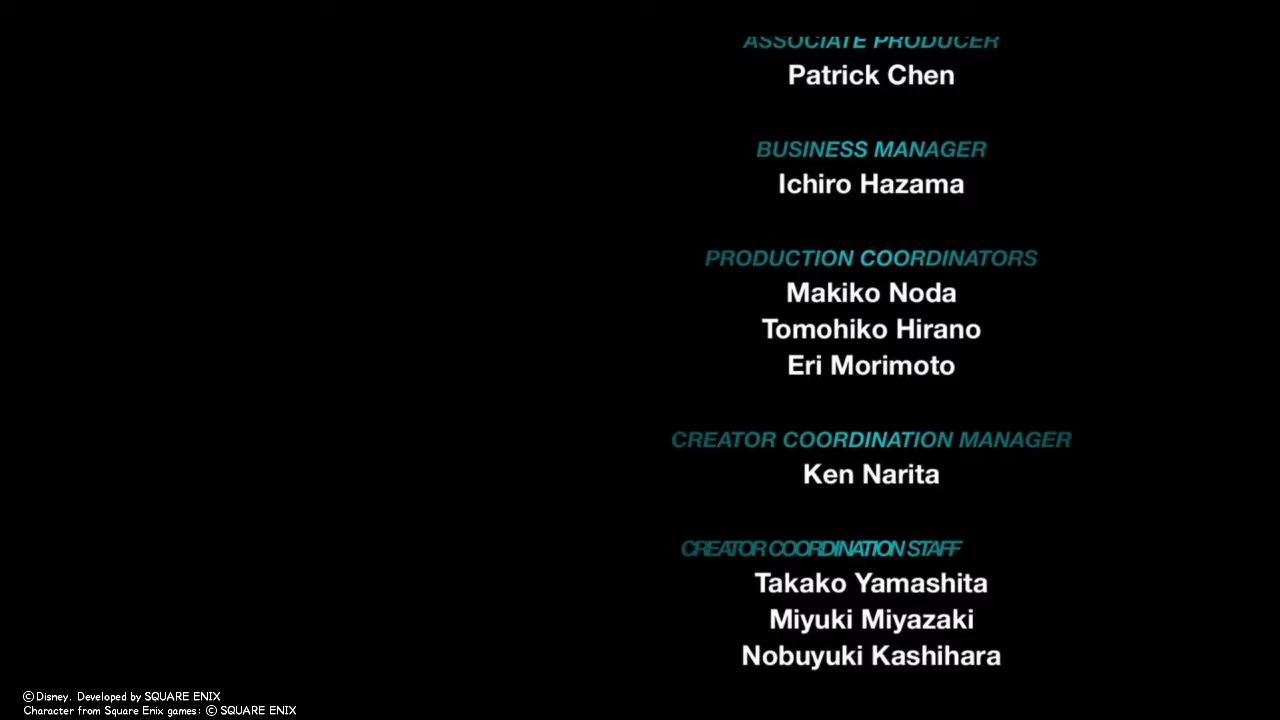 ASSOCIATE PRODUCER
Patrick Chen
BUSINESS MANAGER
Ichiro Hazama
PRODUCTION COORDINATORS
Makiko Noda
Tomohiko Hirano
Eri Morimoto
CREATOR COORDINATION MANAGER
Ken Narita
CREATOR COORDINATION STAFF
Takako Yamashita
Miyuki Miyazaki
Nobuyuki Kashihara
© Disney. Developed by SQUARE ENIX
Character from Square Enix games: © SQUARE ENIX